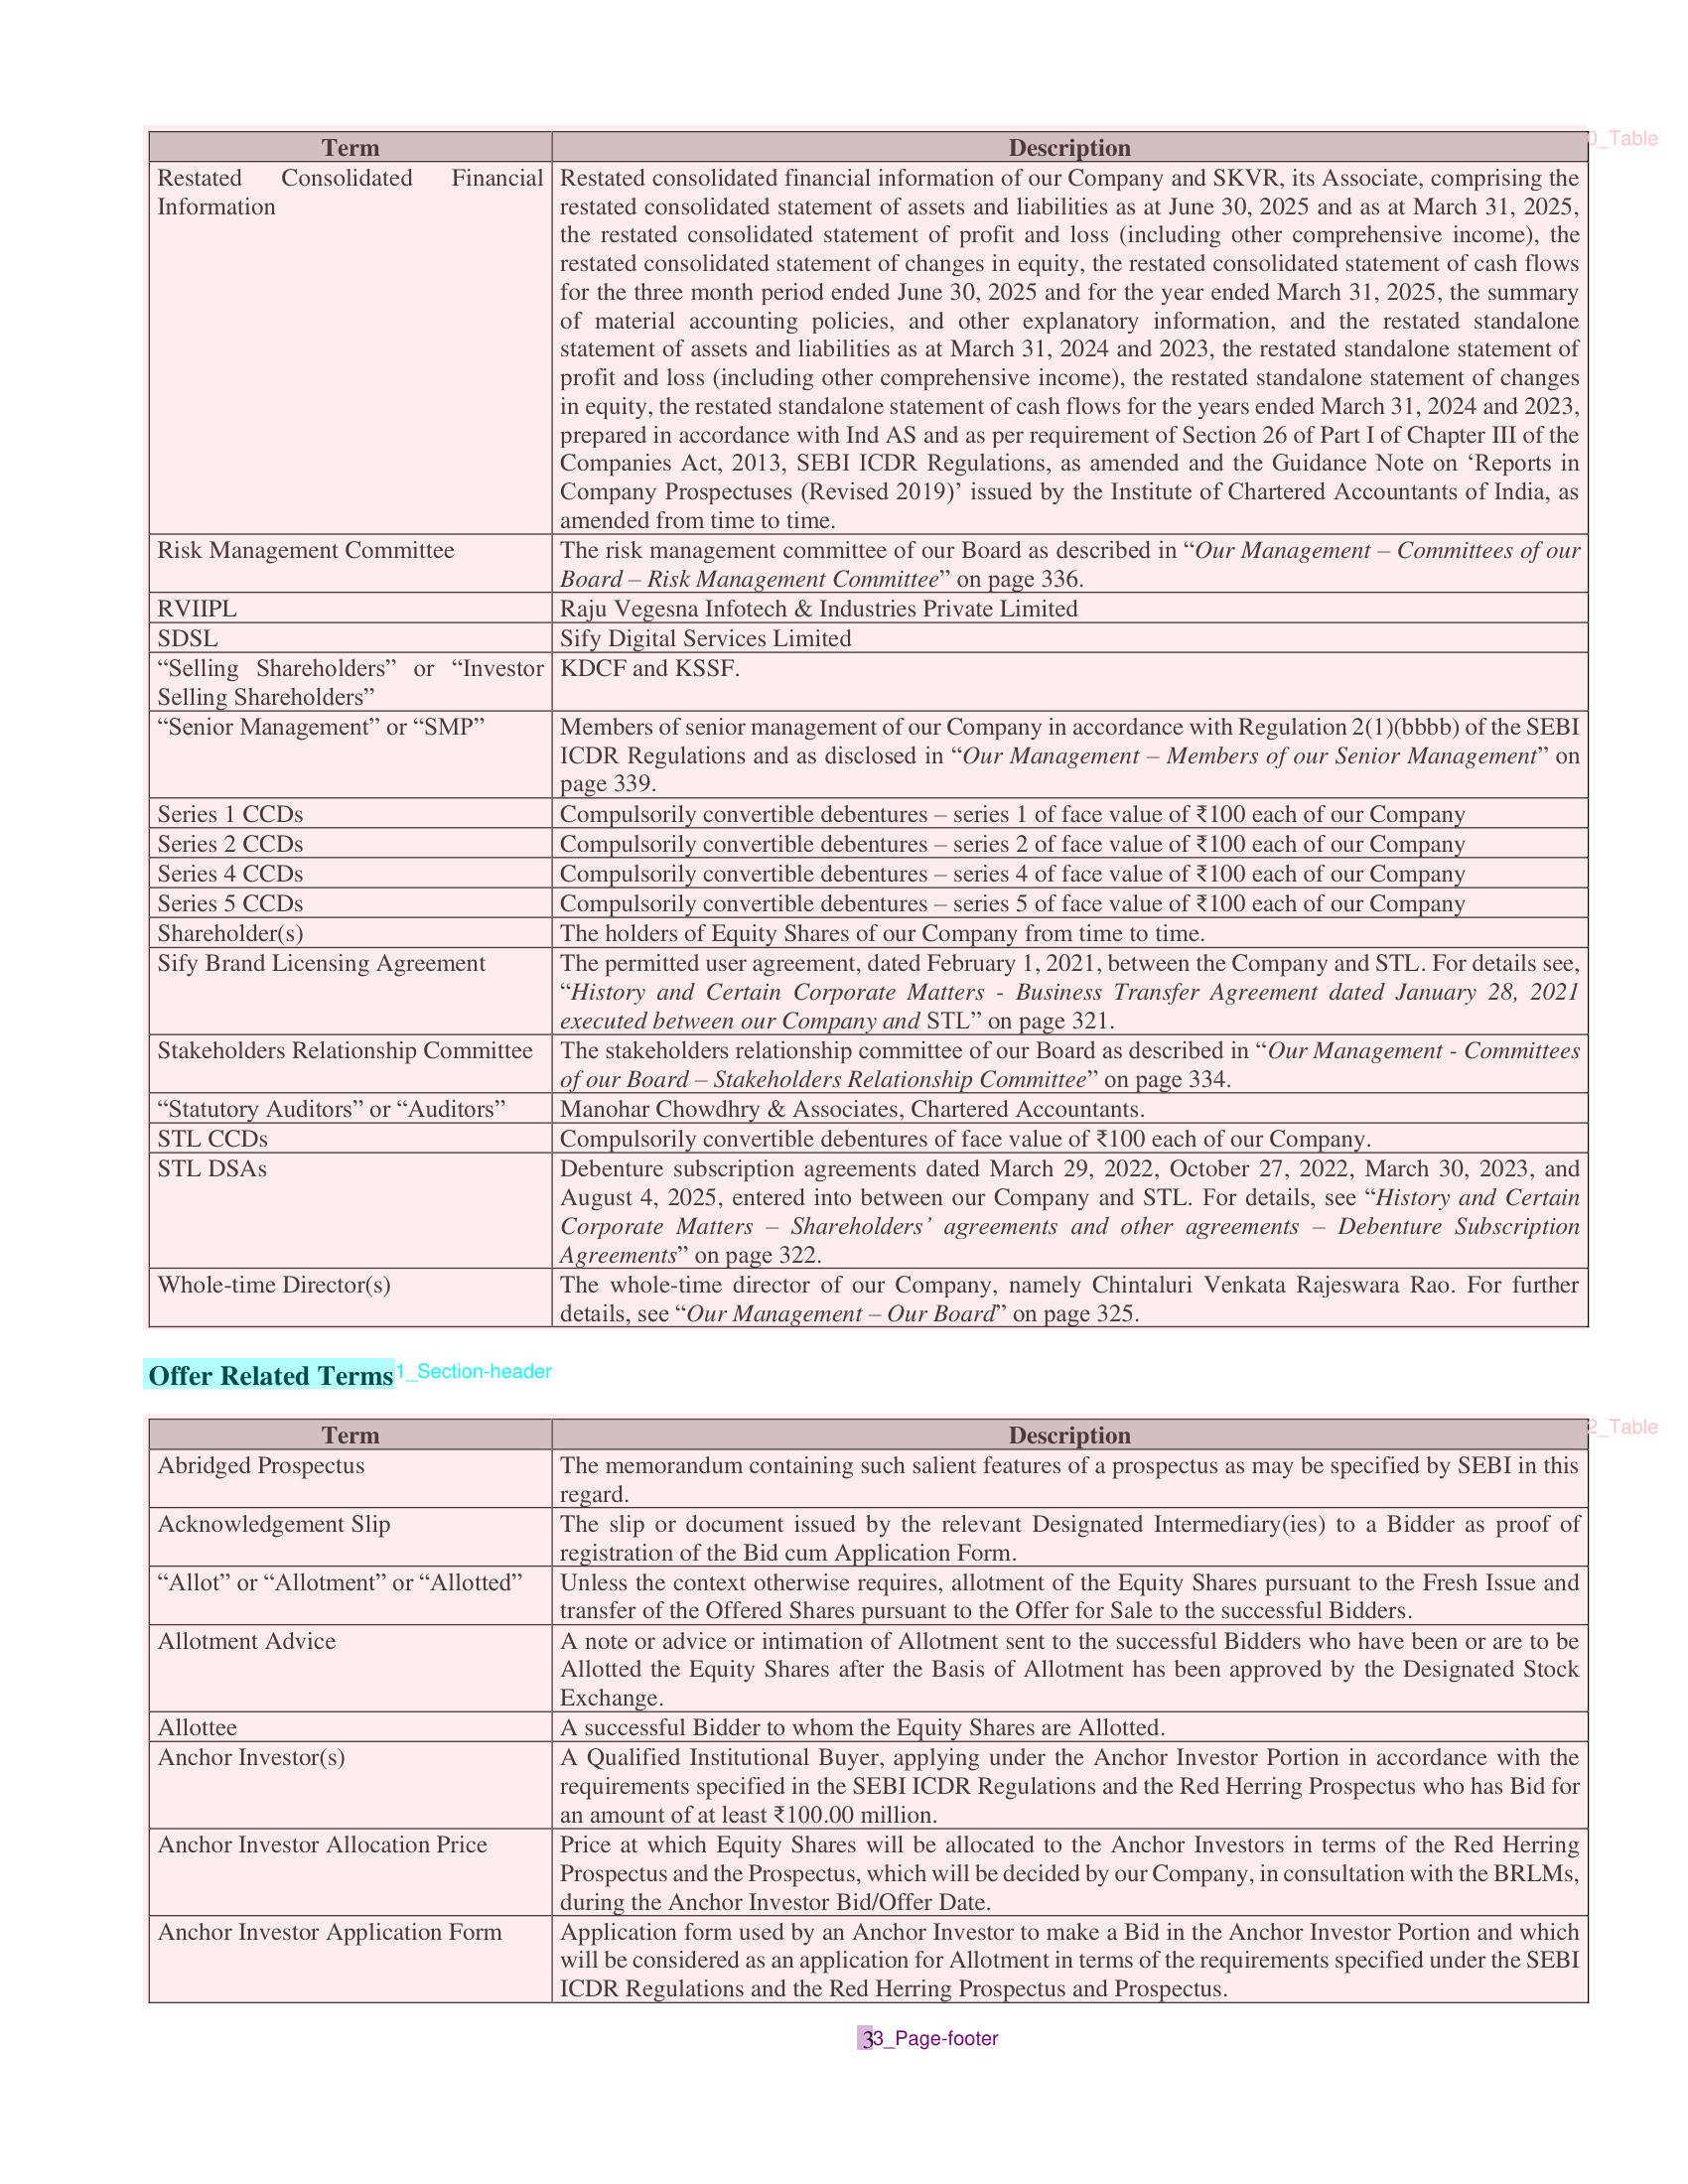 Term Description
0_Table
Restated Consolidated Financial
Information
Restated consolidated financial information of our Company and SKVR, its Associate, comprising the
restated consolidated statement of assets and liabilities as at June 30, 2025 and as at March 31, 2025,
the restated consolidated statement of profit and loss (including other comprehensive income), the
restated consolidated statement of changes in equity, the restated consolidated statement of cash flows
for the three month period ended June 30, 2025 and for the year ended March 31, 2025, the summary
of material accounting policies, and other explanatory information, and the restated standalone
statement of assets and liabilities as at March 31, 2024 and 2023, the restated standalone statement of
profit and loss (including other comprehensive income), the restated standalone statement of changes
in equity, the restated standalone statement of cash flows for the years ended March 31, 2024 and 2023,
prepared in accordance with Ind AS and as per requirement of Section 26 of Part I of Chapter III of the
Companies Act, 2013, SEBI ICDR Regulations, as amended and the Guidance Note on ‘Reports in
Company Prospectuses (Revised 2019)’ issued by the Institute of Chartered Accountants of India, as
amended from time to time.
Risk Management Committee
The risk management committee of our Board as described in “Our Management – Committees of our
Board – Risk Management Committee” on page 336.
RVIIPL Raju Vegesna Infotech & Industries Private Limited
SDSL Sify Digital Services Limited
“Selling Shareholders” or “Investor
Selling Shareholders”
KDCF and KSSF.
“Senior Management” or “SMP”
Members of senior management of our Company in accordance with Regulation 2(1)(bbbb) of the SEBI
ICDR Regulations and as disclosed in “Our Management – Members of our Senior Management” on
page 339.
Series 1 CCDs Compulsorily convertible debentures – series 1 of face value of ₹100 each of our Company
Series 2 CCDs Compulsorily convertible debentures – series 2 of face value of ₹100 each of our Company
Series 4 CCDs Compulsorily convertible debentures – series 4 of face value of ₹100 each of our Company
Series 5 CCDs Compulsorily convertible debentures – series 5 of face value of ₹100 each of our Company
Shareholder(s) The holders of Equity Shares of our Company from time to time.
Sify Brand Licensing Agreement
The permitted user agreement, dated February 1, 2021, between the Company and STL. For details see,
“History and Certain Corporate Matters - Business Transfer Agreement dated January 28, 2021
executed between our Company and STL” on page 321.
Stakeholders Relationship Committee
The stakeholders relationship committee of our Board as described in “Our Management - Committees
of our Board – Stakeholders Relationship Committee” on page 334.
“Statutory Auditors” or “Auditors” Manohar Chowdhry & Associates, Chartered Accountants.
STL CCDs Compulsorily convertible debentures of face value of ₹100 each of our Company.
STL DSAs
Debenture subscription agreements dated March 29, 2022, October 27, 2022, March 30, 2023, and
August 4, 2025, entered into between our Company and STL. For details, see “History and Certain
Corporate Matters – Shareholders’ agreements and other agreements – Debenture Subscription
Agreements” on page 322.
Whole-time Director(s)
The whole-time director of our Company, namely Chintaluri Venkata Rajeswara Rao. For further
details, see “Our Management – Our Board” on page 325.
Offer Related Terms
1_Section-header
Term Description
2_Table
Abridged Prospectus
The memorandum containing such salient features of a prospectus as may be specified by SEBI in this
regard.
Acknowledgement Slip
The slip or document issued by the relevant Designated Intermediary(ies) to a Bidder as proof of
registration of the Bid cum Application Form.
“Allot” or “Allotment” or “Allotted”
Unless the context otherwise requires, allotment of the Equity Shares pursuant to the Fresh Issue and
transfer of the Offered Shares pursuant to the Offer for Sale to the successful Bidders.
Allotment Advice
A note or advice or intimation of Allotment sent to the successful Bidders who have been or are to be
Allotted the Equity Shares after the Basis of Allotment has been approved by the Designated Stock
Exchange.
Allottee A successful Bidder to whom the Equity Shares are Allotted.
Anchor Investor(s)
A Qualified Institutional Buyer, applying under the Anchor Investor Portion in accordance with the
requirements specified in the SEBI ICDR Regulations and the Red Herring Prospectus who has Bid for
an amount of at least ₹100.00 million.
Anchor Investor Allocation Price
Price at which Equity Shares will be allocated to the Anchor Investors in terms of the Red Herring
Prospectus and the Prospectus, which will be decided by our Company, in consultation with the BRLMs,
during the Anchor Investor Bid/Offer Date.
Anchor Investor Application Form
Application form used by an Anchor Investor to make a Bid in the Anchor Investor Portion and which
will be considered as an application for Allotment in terms of the requirements specified under the SEBI
ICDR Regulations and the Red Herring Prospectus and Prospectus.
3
3_Page-footer